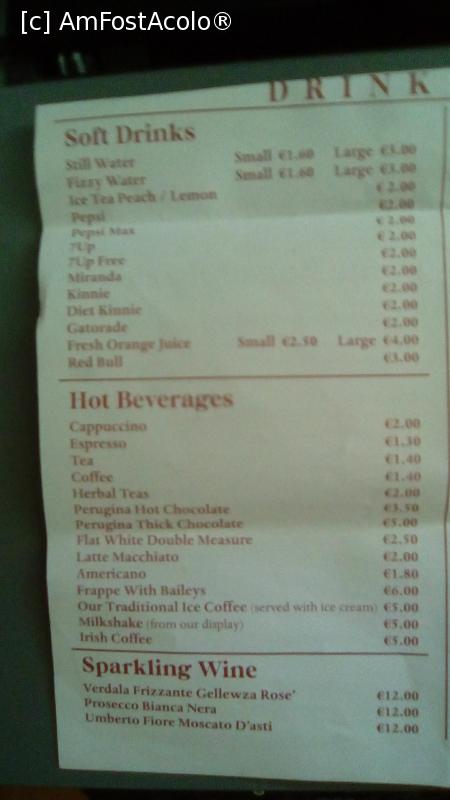 [c] AmFostAcolo®
DRINK
Soft Drinks
Still Water Small €1.60 Large €3.00
Fizzy Water Small €1.60 Large €3.00
Ice Tea Peach / Lemon € 2.00
Pepsi €2.00
Pepsi Max € 2.00
7Up € 2.00
7Up Free €2.00
Miranda €2.00
Kinnie €2.00
Diet Kinnie €2.00
Gatorade €2.00
Fresh Orange Juice Small €2.50 Large €4.00
Red Bull €3.00
Hot Beverages
Cappuccino €2.00
Espresso €1.30
Tea €1.40
Coffee €1.40
Herbal Teas €2.00
Perugina Hot Chocolate €3.50
Perugina Thick Chocolate €5.00
Flat White Double Measure €2.50
Latte Macchiato €2.00
Americano €1.80
Frappe With Baileys €6.00
Our Traditional Ice Coffee (served with ice cream) €5.00
Milkshake (from our display) €5.00
Irish Coffee €5.00
Sparkling Wine
Verdala Frizzante Gellewza Rose' €12.00
Prosecco Bianca Nera €12.00
Umberto Fiore Moscato D'asti €12.00